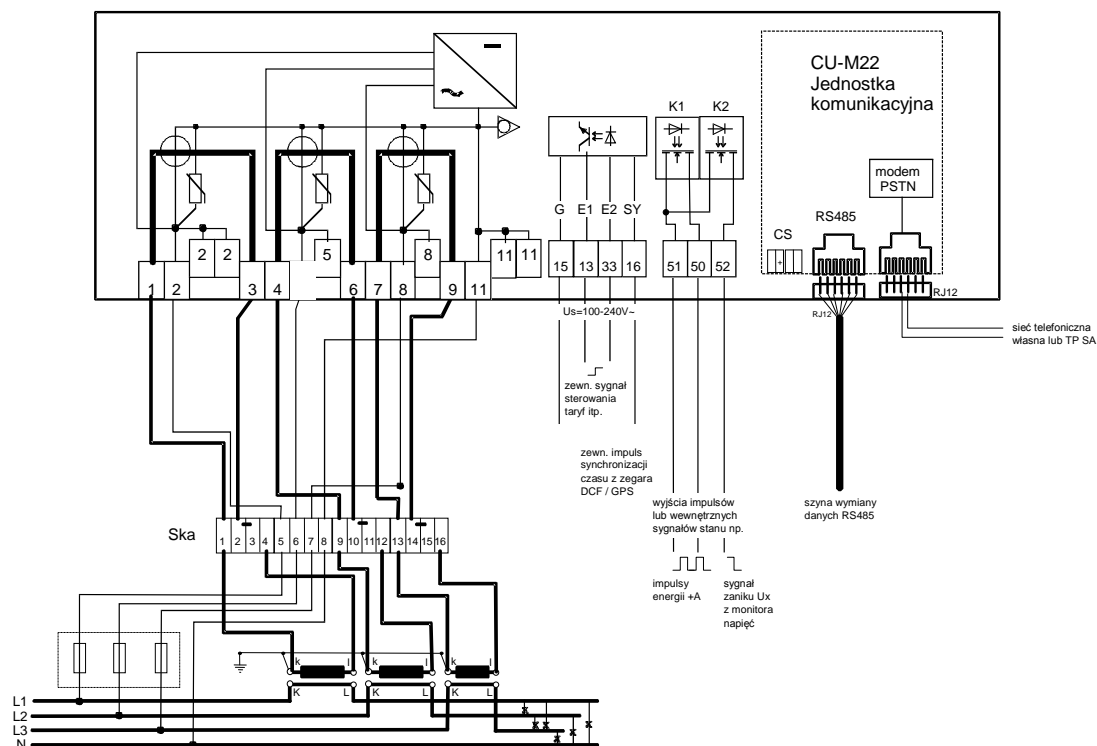 CU-M22
Jednostka
komunikacyjna
K1 K2
modem
PSTN
G E1 E2 SY
RS485
CS
+
2 2 5 8 11 11
15 13 33 16 51 50 52
1 2 3 4 6 7 8 9 11
RJ12
RJ12
Us=100-240V~
sieć telefoniczna
własna lub TP SA
zewn. sygnał
sterowania
taryf itp.
zewn. impuls
synchronizacji
czasu z zegara
DCF / GPS
wyjścia impulsów
lub wewnętrznych
sygnałów stanu np.
szyna wymiany
danych RS485
Ska
1 2 3 4 5 6 7 8 9 10 11 12 13 14 15 16
impulsy
energii +A
sygnał
zaniku Ux
z monitora
napięć
k l k l k l
K L K L K L
L1
L2
L3
N